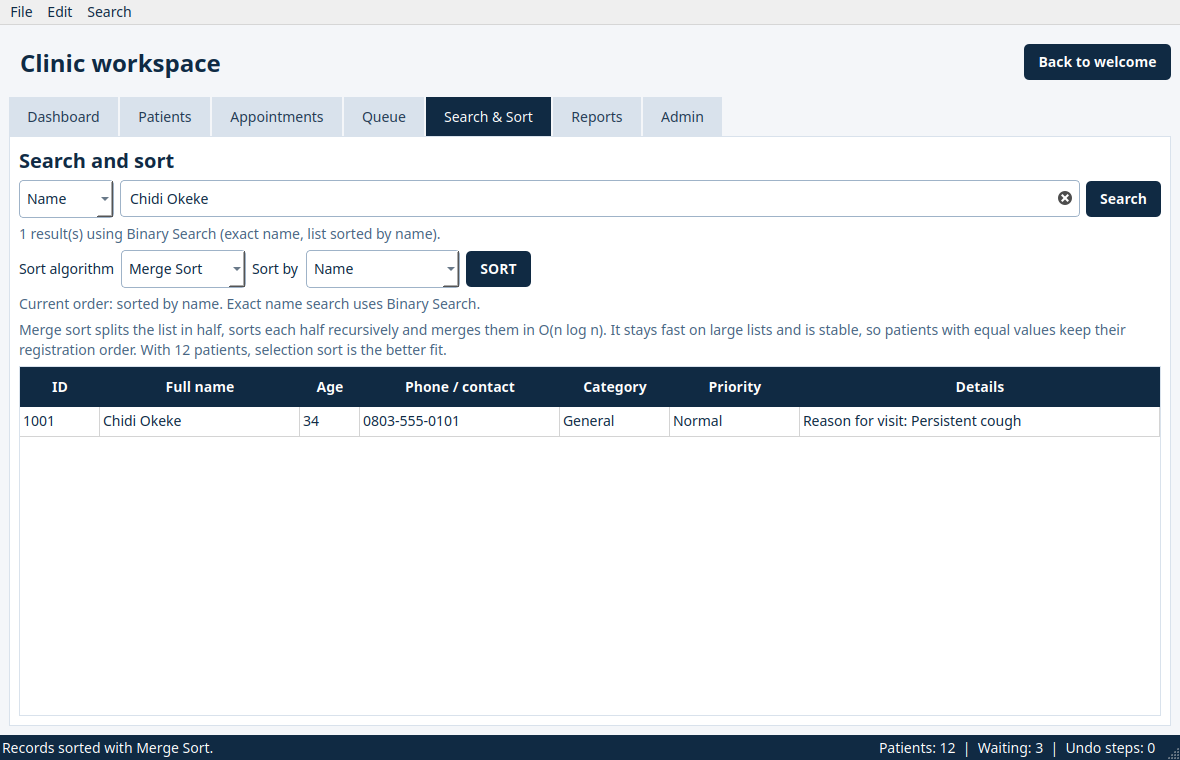 File Edit Search
Clinic workspace
Back to welcome
Dashboard Patients Appointments Queue Search & Sort Reports Admin
Search and sort
Name Chidi Okeke Search
1 result(s) using Binary Search (exact name, list sorted by name).
Sort algorithm Merge Sort Sort by Name SORT
Current order: sorted by name. Exact name search uses Binary Search.
Merge sort splits the list in half, sorts each half recursively and merges them in O(n log n). It stays fast on large lists and is stable, so patients with equal values keep their
registration order. With 12 patients, selection sort is the better fit.
ID Full name Age Phone / contact Category Priority Details
1001 Chidi Okeke 34 0803-555-0101 General Normal Reason for visit: Persistent cough
Records sorted with Merge Sort. Patients: 12 | Waiting: 3 | Undo steps: 0